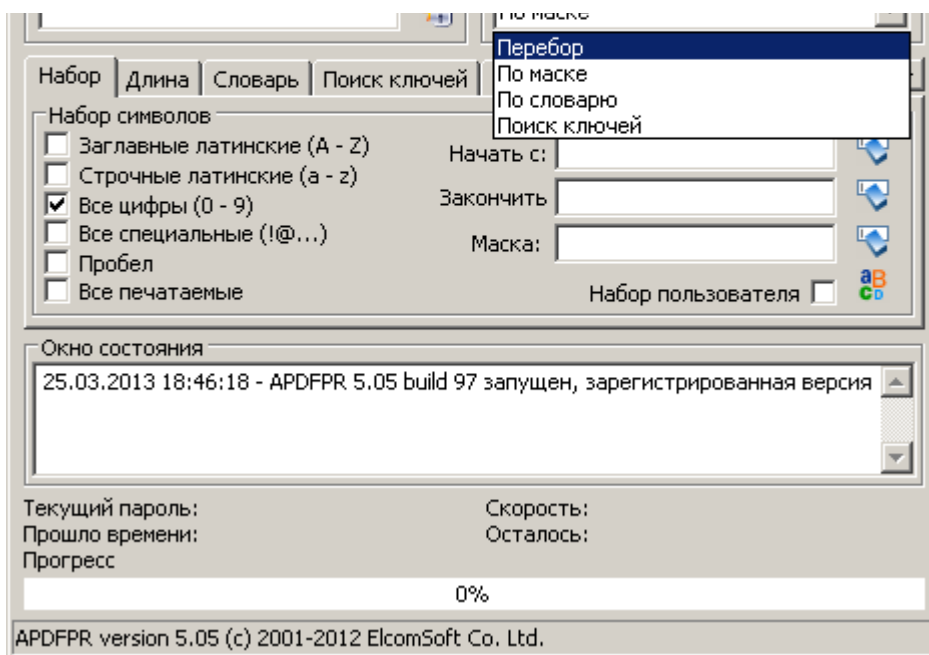 По маске
Перебор
По маске
По словарю
Поиск ключей
Набор
Длина
Словарь
Поиск ключей
Набор символов
Заглавные латинские (A - Z)
Строчные латинские (a - z)
Все цифры (0 - 9)
Все специальные (!@...)
Пробел
Все печатаемые
Начать с:
Закончить
Маска:
Набор пользователя
aBCD
Окно состояния
25.03.2013 18:46:18 - APDFPR 5.05 build 97 запущен, зарегистрированная версия
Текущий пароль:
Скорость:
Прошло времени:
Осталось:
Прогресс
0%
APDFPR version 5.05 (c) 2001-2012 ElcomSoft Co. Ltd.